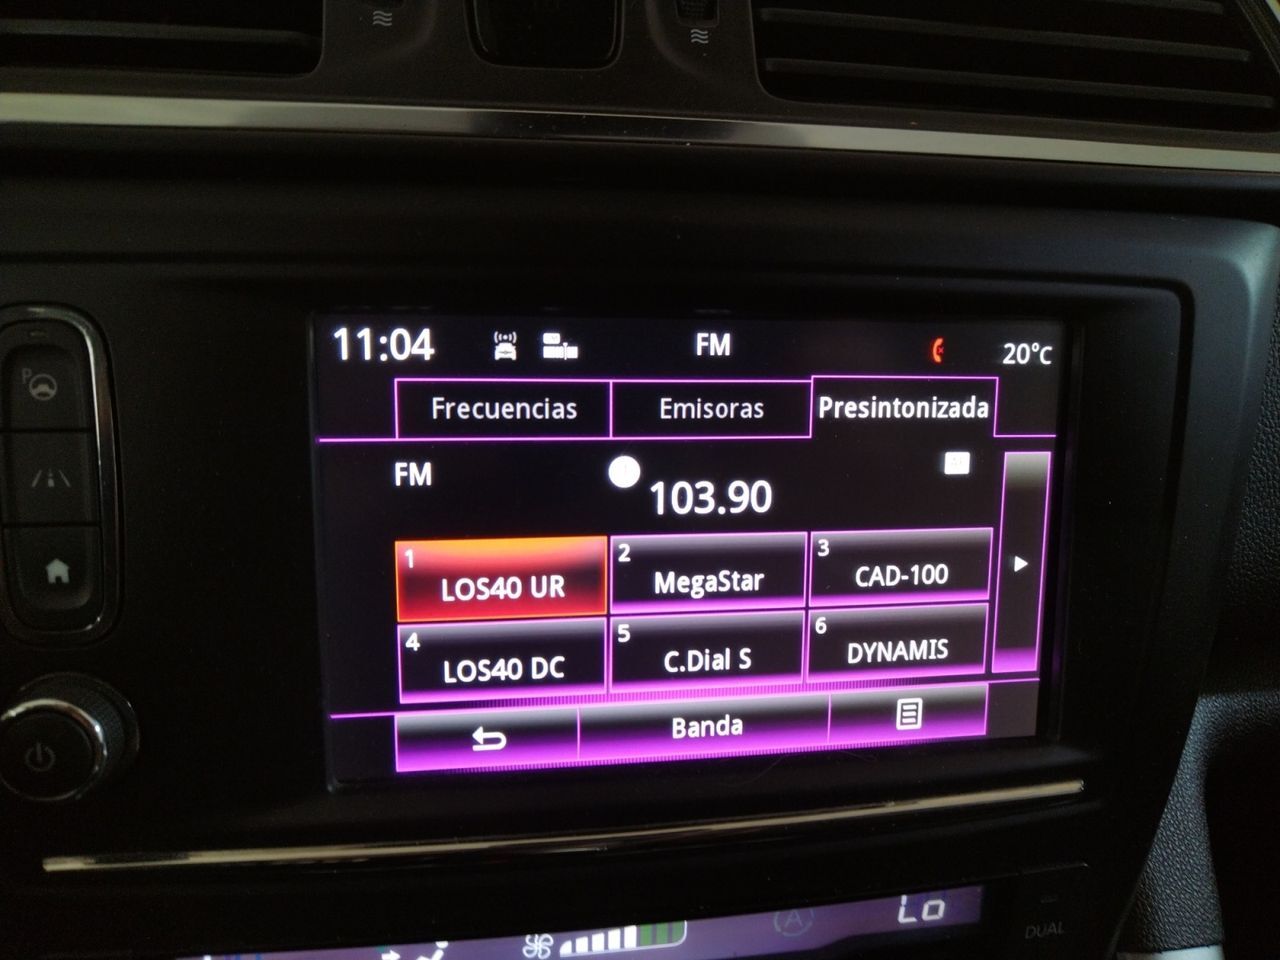 11:04 FM 20°C
Frecuencias Emisoras Presintonizada
FM
103.90
1 LOS40 UR
2 MegaStar
3 CAD-100
4 LOS40 DC
5 C.Dial S
6 DYNAMIS
Banda
P
A
Lo
DUAL